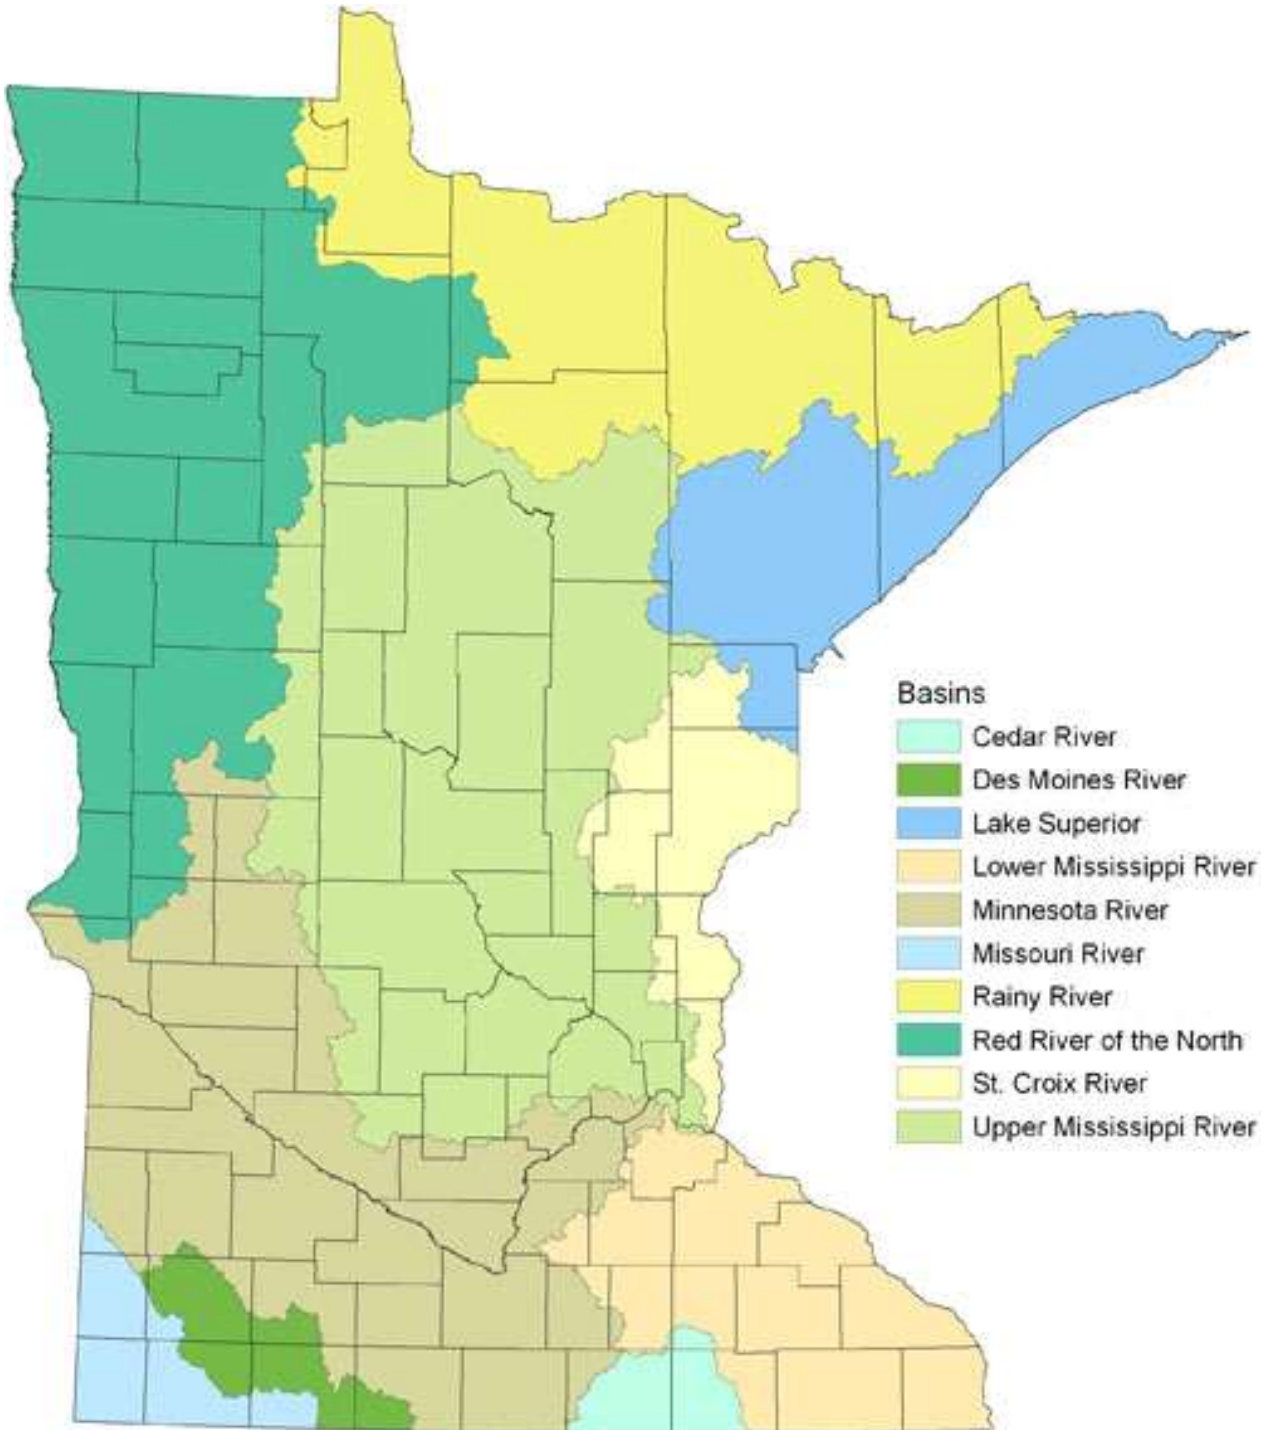 Basins
Cedar River
Des Moines River
Lake Superior
Lower Mississippi River
Minnesota River
Missouri River
Rainy River
Red River of the North
St. Croix River
Upper Mississippi River